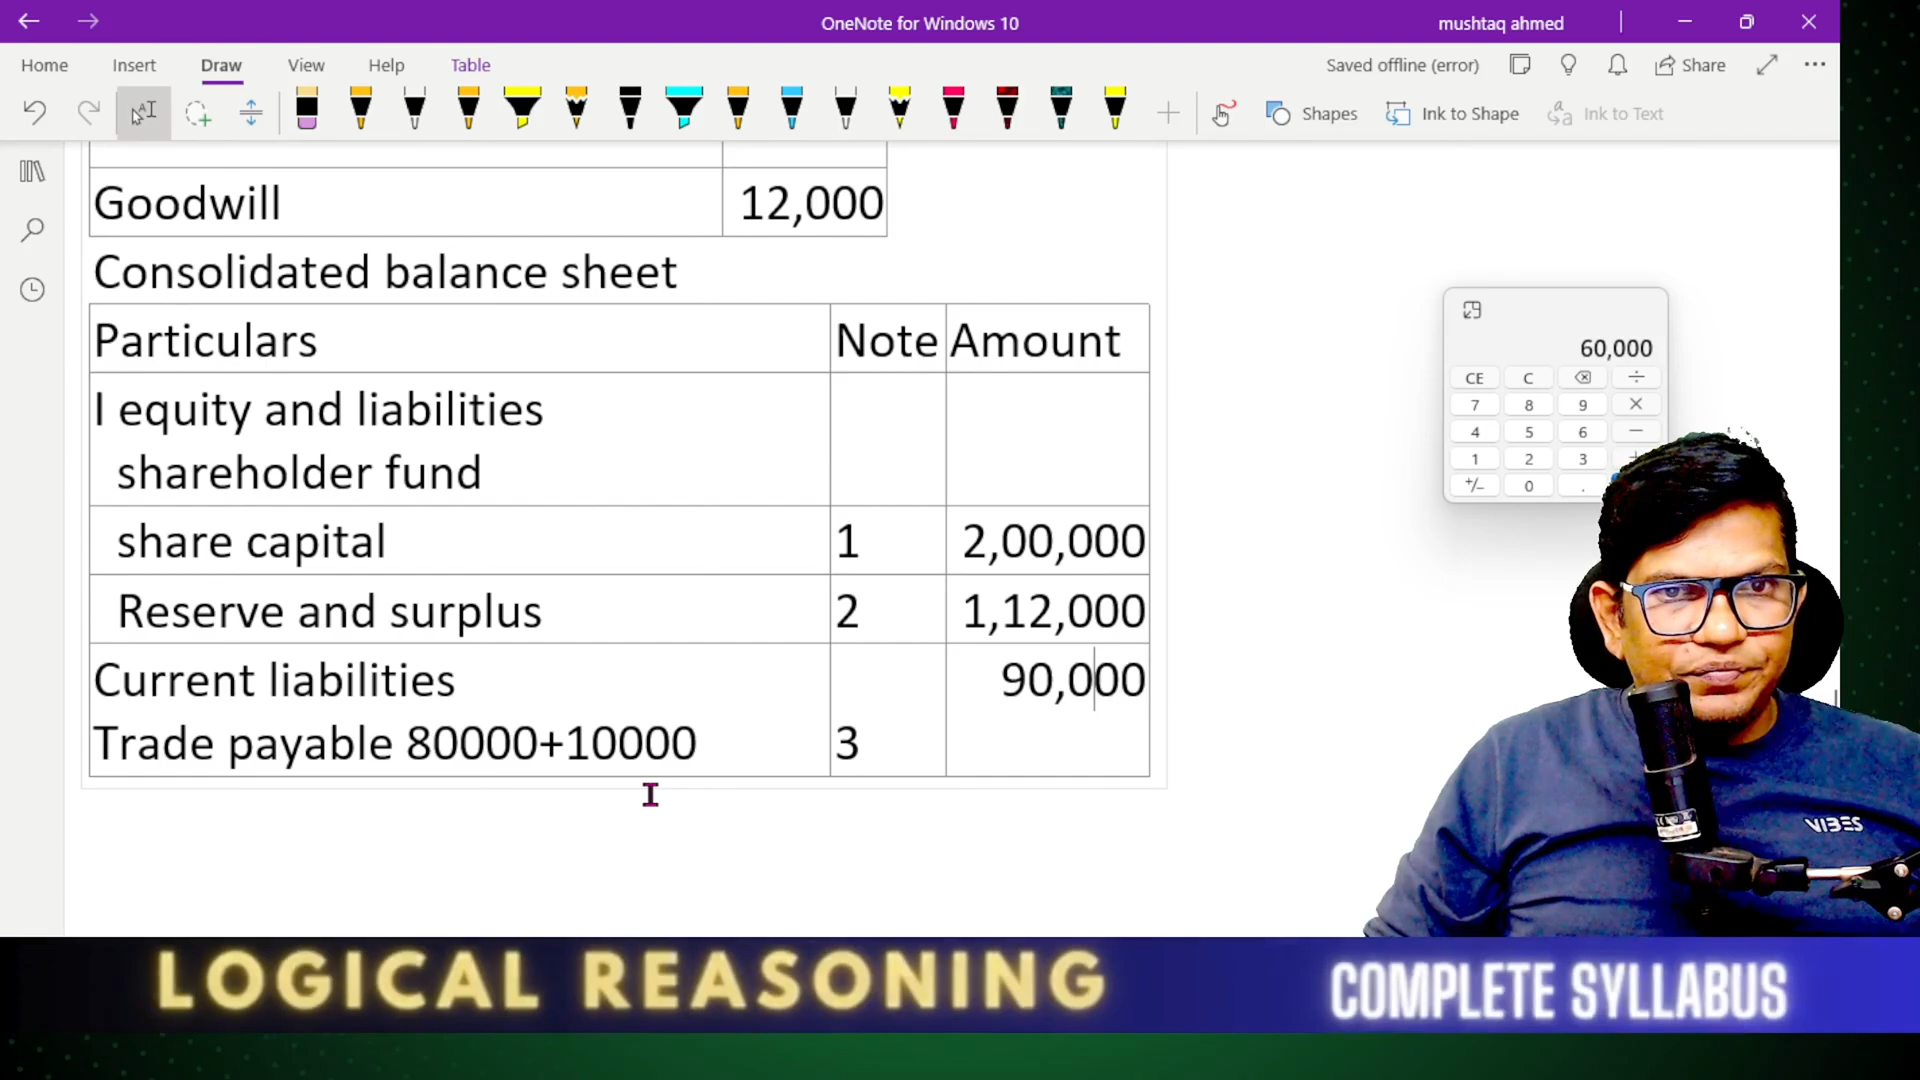 OneNote for Windows 10
mushtaq ahmed
Home Insert Draw View Help Table
Saved offline (error)
Share
Shapes
Ink to Shape
Ink to Text
Goodwill 12,000
Consolidated balance sheet
Particulars Note Amount
I equity and liabilities
shareholder fund
share capital 1 2,00,000
Reserve and surplus 2 1,12,000
Current liabilities 90,000
Trade payable 80000+10000 3
60,000
CE C ÷
7 8 9 ×
4 5 6 −
1 2 3 +
+/− 0 .
VIBES
LOGICAL REASONING
COMPLETE SYLLABUS